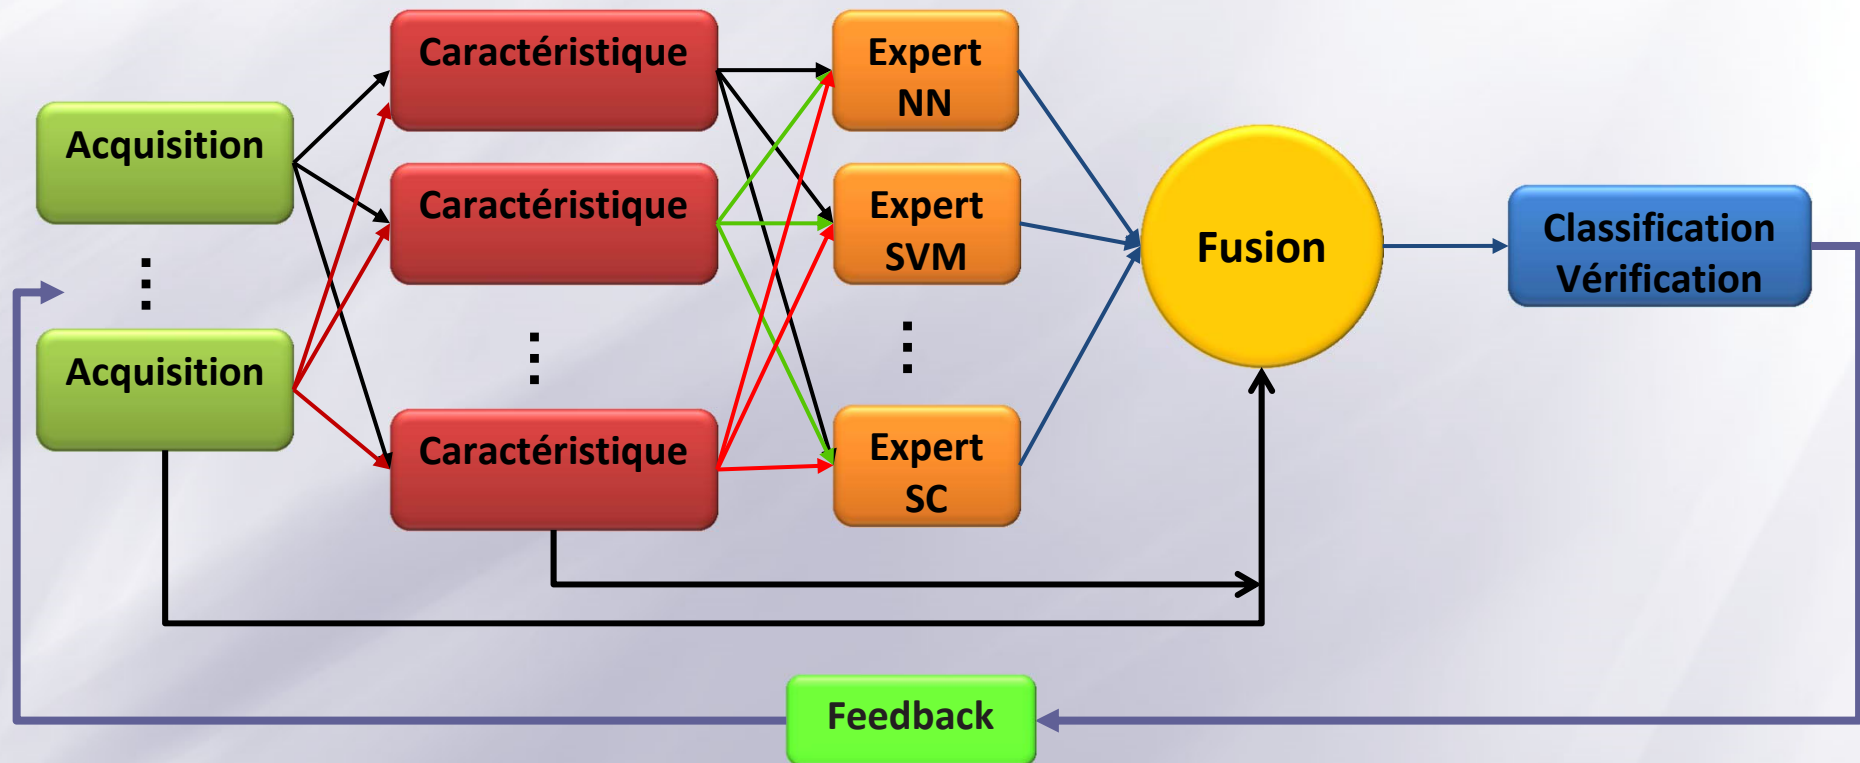 Acquisition
Acquisition
Caractéristique
Caractéristique
Caractéristique
Expert
NN
Expert
SVM
Expert
SC
Fusion
Classification
Vérification
Feedback